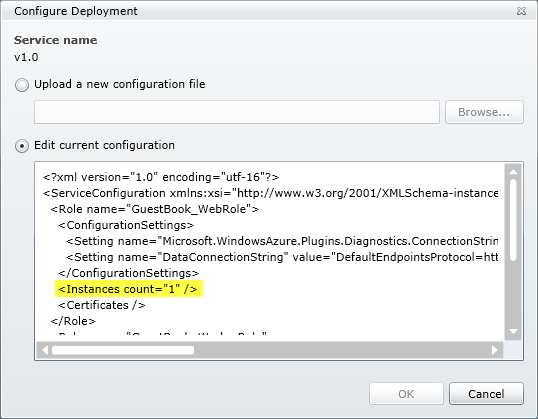 Configure Deployment
Service name
v1.0
Upload a new configuration file
Browse...
Edit current configuration
<?xml version="1.0" encoding="utf-16"?>
<ServiceConfiguration xmlns:xsi="http://www.w3.org/2001/XMLSchema-instance
<Role name="GuestBook_WebRole">
<ConfigurationSettings>
<Setting name="Microsoft.WindowsAzure.Plugins.Diagnostics.ConnectionStrin
<Setting name="DataConnectionString" value="DefaultEndpointsProtocol=htt
</ConfigurationSettings>
<Instances count="1" />
<Certificates />
</Role>
OK
Cancel